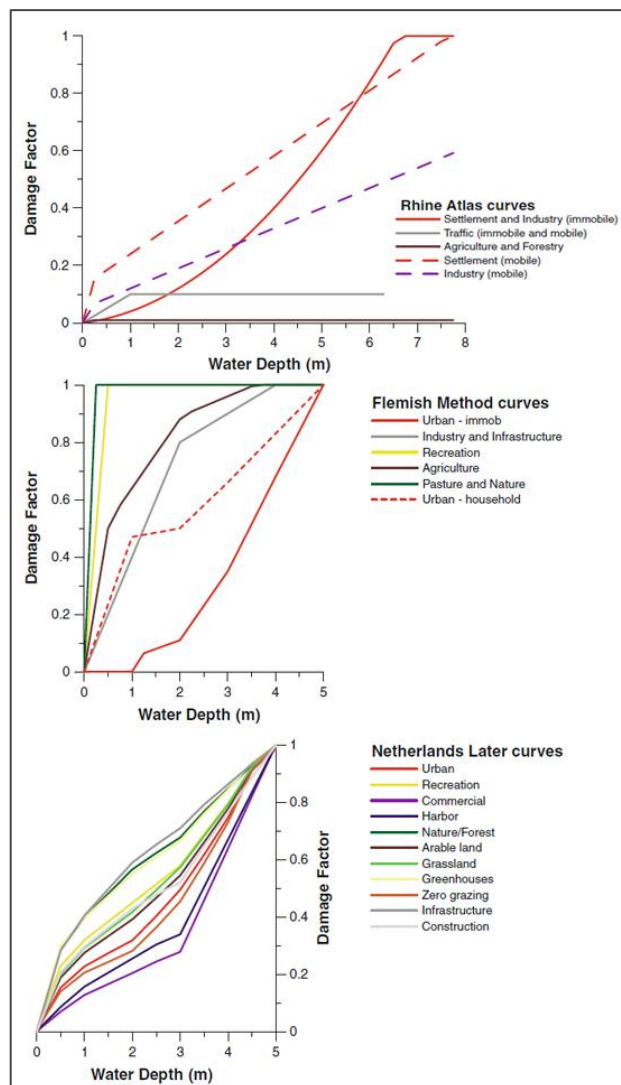 1
0.8
0.6
0.4
0.2
0
Damage Factor
0 1 2 3 4 5 6 7 8
Water Depth (m)
Rhine Atlas curves
Settlement and Industry (immobile)
Traffic (immobile and mobile)
Agriculture and Forestry
Settlement (mobile)
Industry (mobile)
1
0.8
0.6
0.4
0.2
0
Damage Factor
0 1 2 3 4 5
Water Depth (m)
Flemish Method curves
Urban - immob
Industry and Infrastructure
Recreation
Agriculture
Pasture and Nature
Urban - household
1
0.8
0.6
0.4
0.2
0
Damage Factor
0 1 2 3 4 5
Water Depth (m)
Netherlands Later curves
Urban
Recreation
Commercial
Harbor
Nature/Forest
Arable land
Grassland
Greenhouses
Zero grazing
Infrastructure
Construction